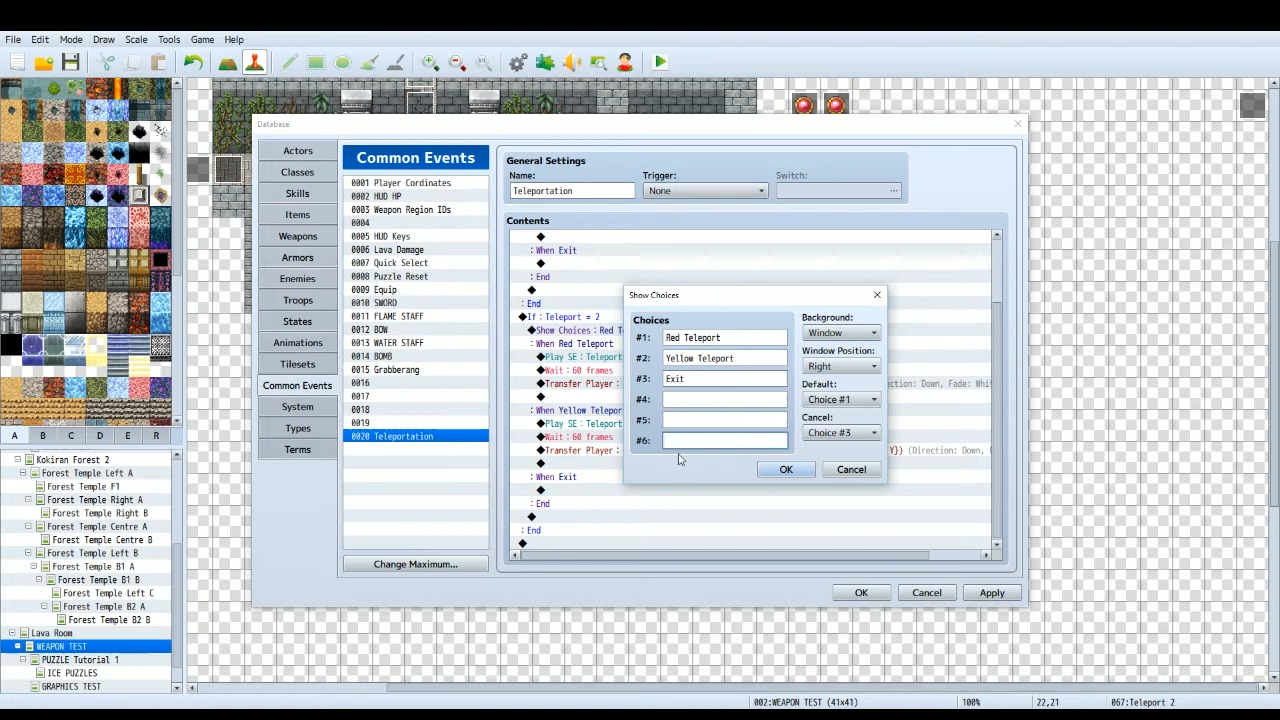 File Edit Mode Draw Scale Tools Game Help
Database
Actors
Classes
Skills
Items
Weapons
Armors
Enemies
Troops
States
Animations
Tilesets
Common Events
System
Types
Terms
Common Events
0001 Player Cordinates
0002 HUD HP
0003 Weapon Region IDs
0004
0005 HUD Keys
0006 Lava Damage
0007 Quick Select
0008 Puzzle Reset
0009 Equip
0010 SWORD
0011 FLAME STAFF
0012 BOW
0013 WATER STAFF
0014 BOMB
0015 Grabberang
0016
0017
0018
0019
0020 Teleportation
Change Maximum...
General Settings
Name: Trigger: Switch:
Teleportation None ...
Contents
: When Exit
: End
: End
If : Teleport = 2
Show Choices : Red T
: When Red Teleport
Play SE : Teleport
Wait : 60 frames
Transfer Player : ection: Down, Fade: Whi
: When Yellow Telepor
Play SE : Teleport
Wait : 60 frames
Transfer Player : Y}) (Direction: Down,
: When Exit
: End
: End
Show Choices
Choices
#1: Red Teleport
#2: Yellow Teleport
#3: Exit
#4:
#5:
#6:
Background:
Window
Window Position:
Right
Default:
Choice #1
Cancel:
Choice #3
OK Cancel
OK Cancel Apply
A B C D E R
Kokiran Forest 2
Forest Temple Left A
Forest Temple F1
Forest Temple Right A
Forest Temple Right B
Forest Temple Centre A
Forest Temple Centre B
Forest Temple Left B
Forest Temple B1 A
Forest Temple B1 B
Forest Temple Left C
Forest Temple B2 A
Forest Temple B2 B
Lava Room
WEAPON TEST
PUZZLE Tutorial 1
ICE PUZZLES
GRAPHICS TEST
002:WEAPON TEST (41x41) 100% 22,21 067:Teleport 2